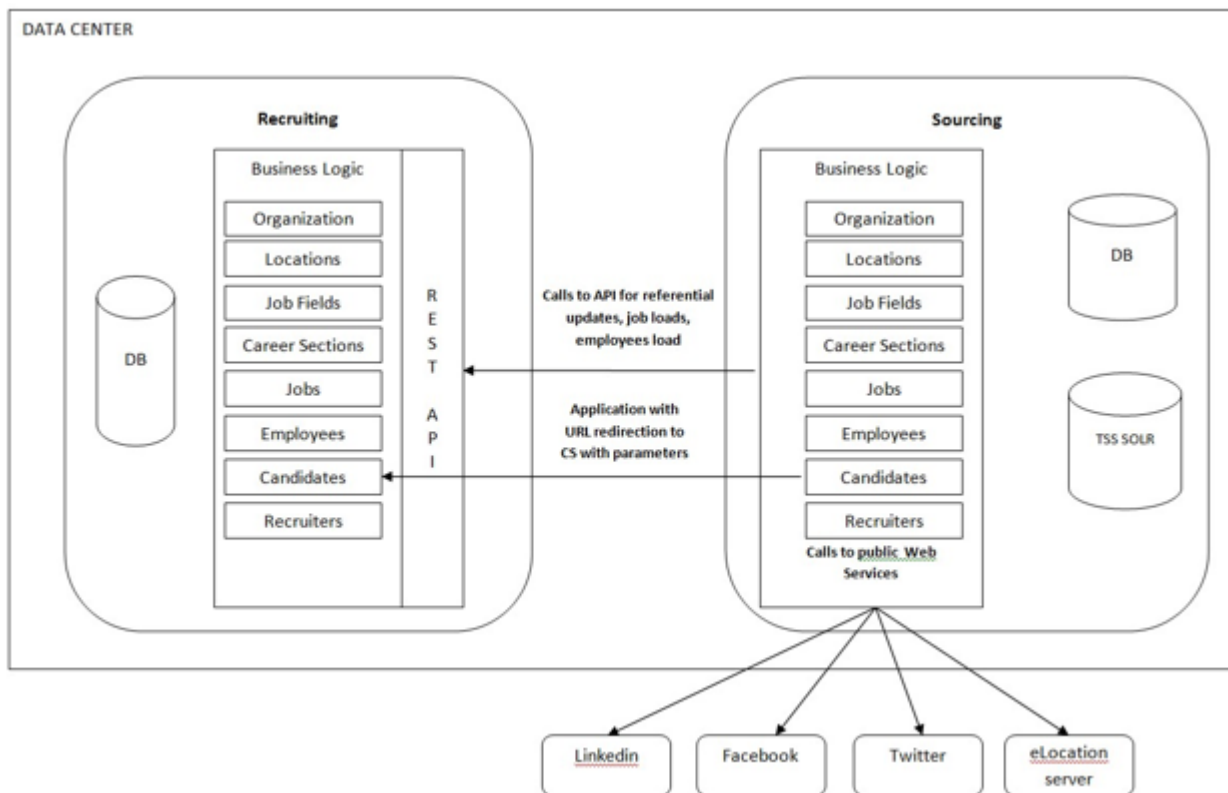 DATA CENTER
Recruiting
Business Logic
Organization
Locations
Job Fields
Career Sections
Jobs
Employees
Candidates
Recruiters
DB
R
E
S
T
A
P
I
Calls to API for referential
updates, job loads,
employees load
Application with
URL redirection to
CS with parameters
Sourcing
Business Logic
Organization
Locations
Job Fields
Career Sections
Jobs
Employees
Candidates
Recruiters
Calls to public Web
Services
DB
TSS SOLR
Linkedin
Facebook
Twitter
eLocation
server